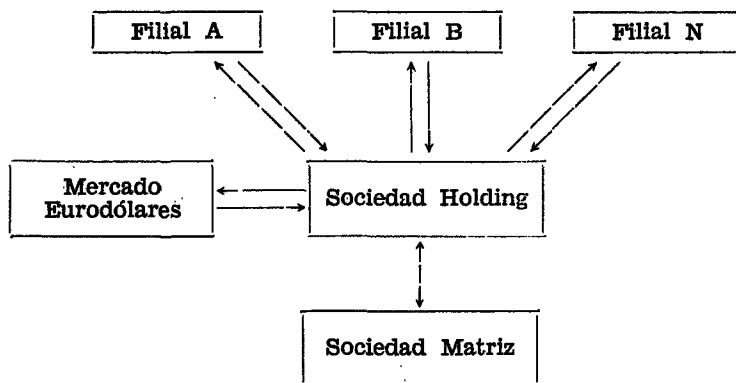 Filial A
Filial B
Filial N
Mercado
Eurodólares
Sociedad Holding
Sociedad Matriz